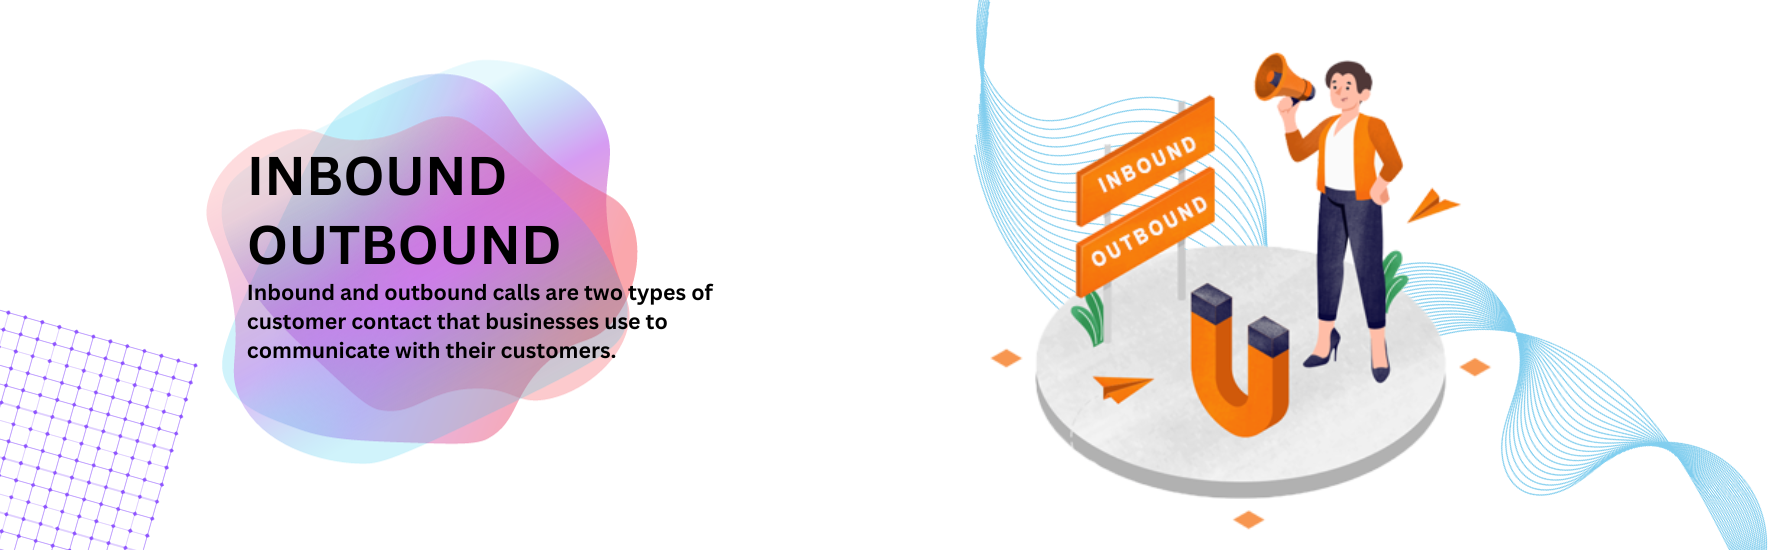 INBOUND
OUTBOUND
Inbound and outbound calls are two types of
customer contact that businesses use to
communicate with their customers.
INBOUND
OUTBOUND